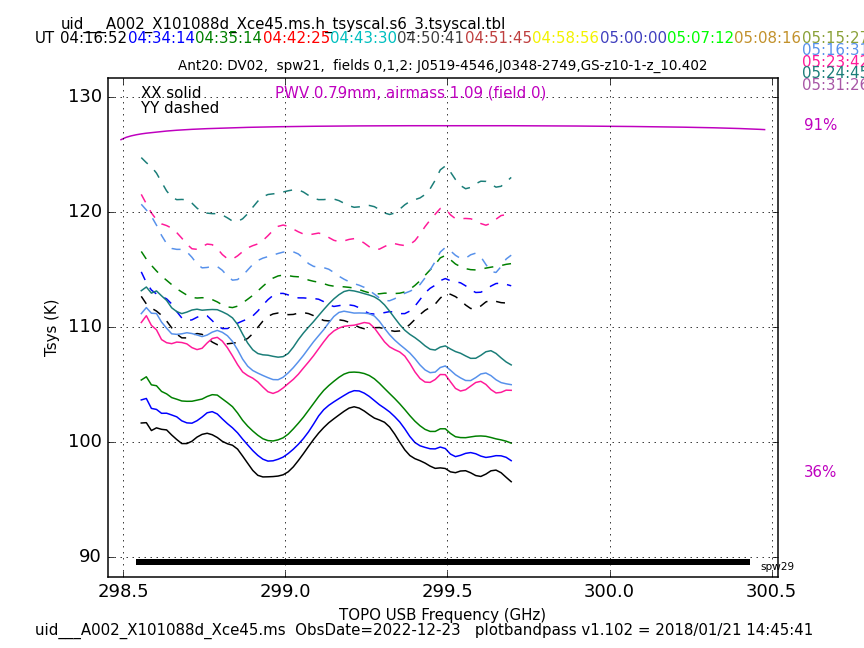 uid___A002_X101088d_Xce45.ms.h_tsyscal.s6_3.tsyscal.tbl
UT 04:16:52 04:34:14 04:35:14 04:42:25 04:43:30 04:50:41 04:51:45 04:58:56 05:00:00 05:07:12 05:08:16 05:15:27
05:16:31
05:23:42
05:24:45
05:31:26
Ant20: DV02, spw21, fields 0,1,2: J0519-4546,J0348-2749,GS-z10-1-z_10.402
XX solid
PWV 0.79mm, airmass 1.09 (field 0)
YY dashed
91%
36%
130
120
110
100
90
Tsys (K)
spw29
298.5 299.0 299.5 300.0 300.5
TOPO USB Frequency (GHz)
uid___A002_X101088d_Xce45.ms ObsDate=2022-12-23 plotbandpass v1.102 = 2018/01/21 14:45:41